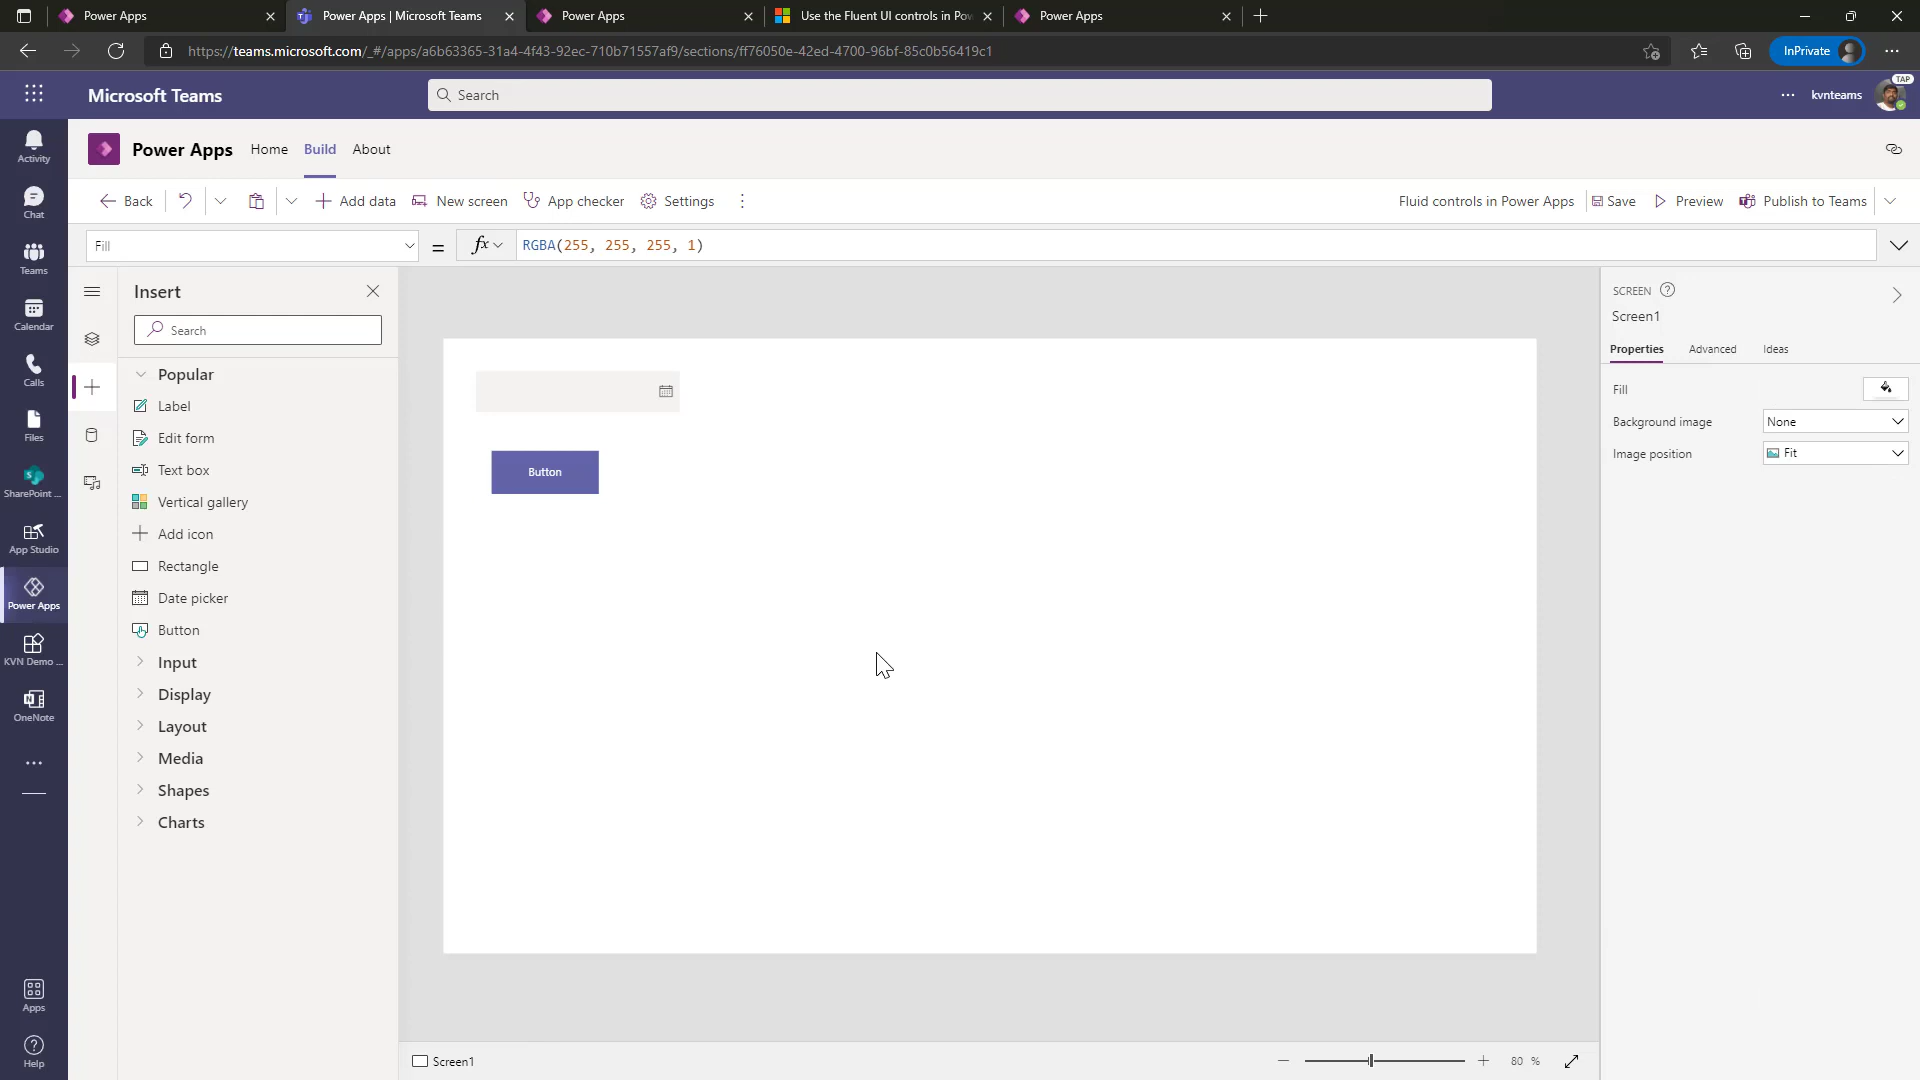 Power Apps
Power Apps | Microsoft Teams
Power Apps
Use the Fluent UI controls in Pow
Power Apps
https://teams.microsoft.com/_#/apps/a6b63365-31a4-4f43-92ec-710b71557af9/sections/ff76050e-42ed-4700-96bf-85c0b56419c1
InPrivate
Microsoft Teams
Search
kvnteams
TAP
Activity
Chat
Teams
Calendar
Calls
Files
SharePoint ...
App Studio
Power Apps
KVN Demo ...
OneNote
Apps
Help
Power Apps
Home
Build
About
Back
Add data
New screen
App checker
Settings
Fluid controls in Power Apps
Save
Preview
Publish to Teams
Fill
=
fx
RGBA(255, 255, 255, 1)
Insert
Search
Popular
Label
Edit form
Text box
Vertical gallery
Add icon
Rectangle
Date picker
Button
Input
Display
Layout
Media
Shapes
Charts
Button
SCREEN
Screen1
Properties
Advanced
Ideas
Fill
Background image
None
Image position
Fit
Screen1
80 %